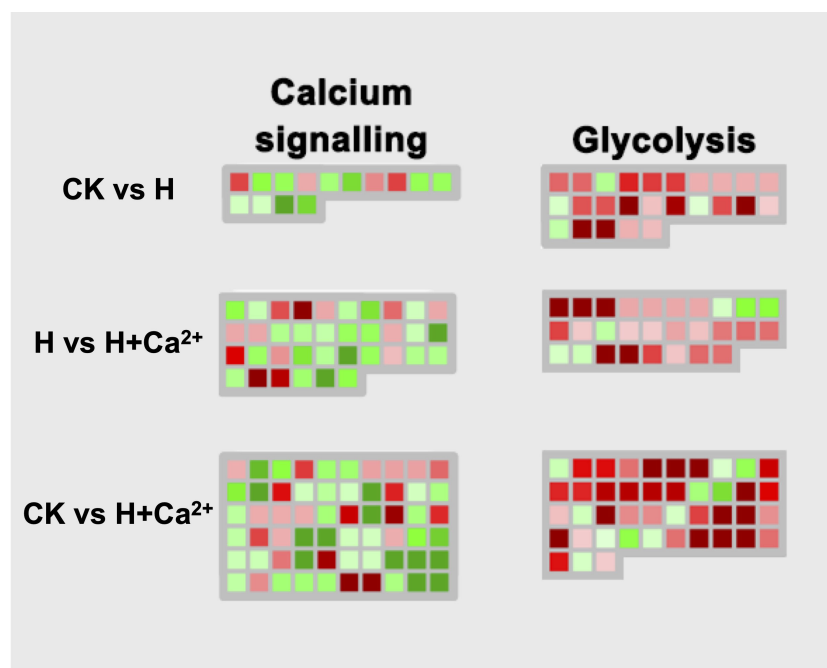 Calcium
signalling
Glycolysis
CK vs H
H vs H+Ca²⁺
CK vs H+Ca²⁺